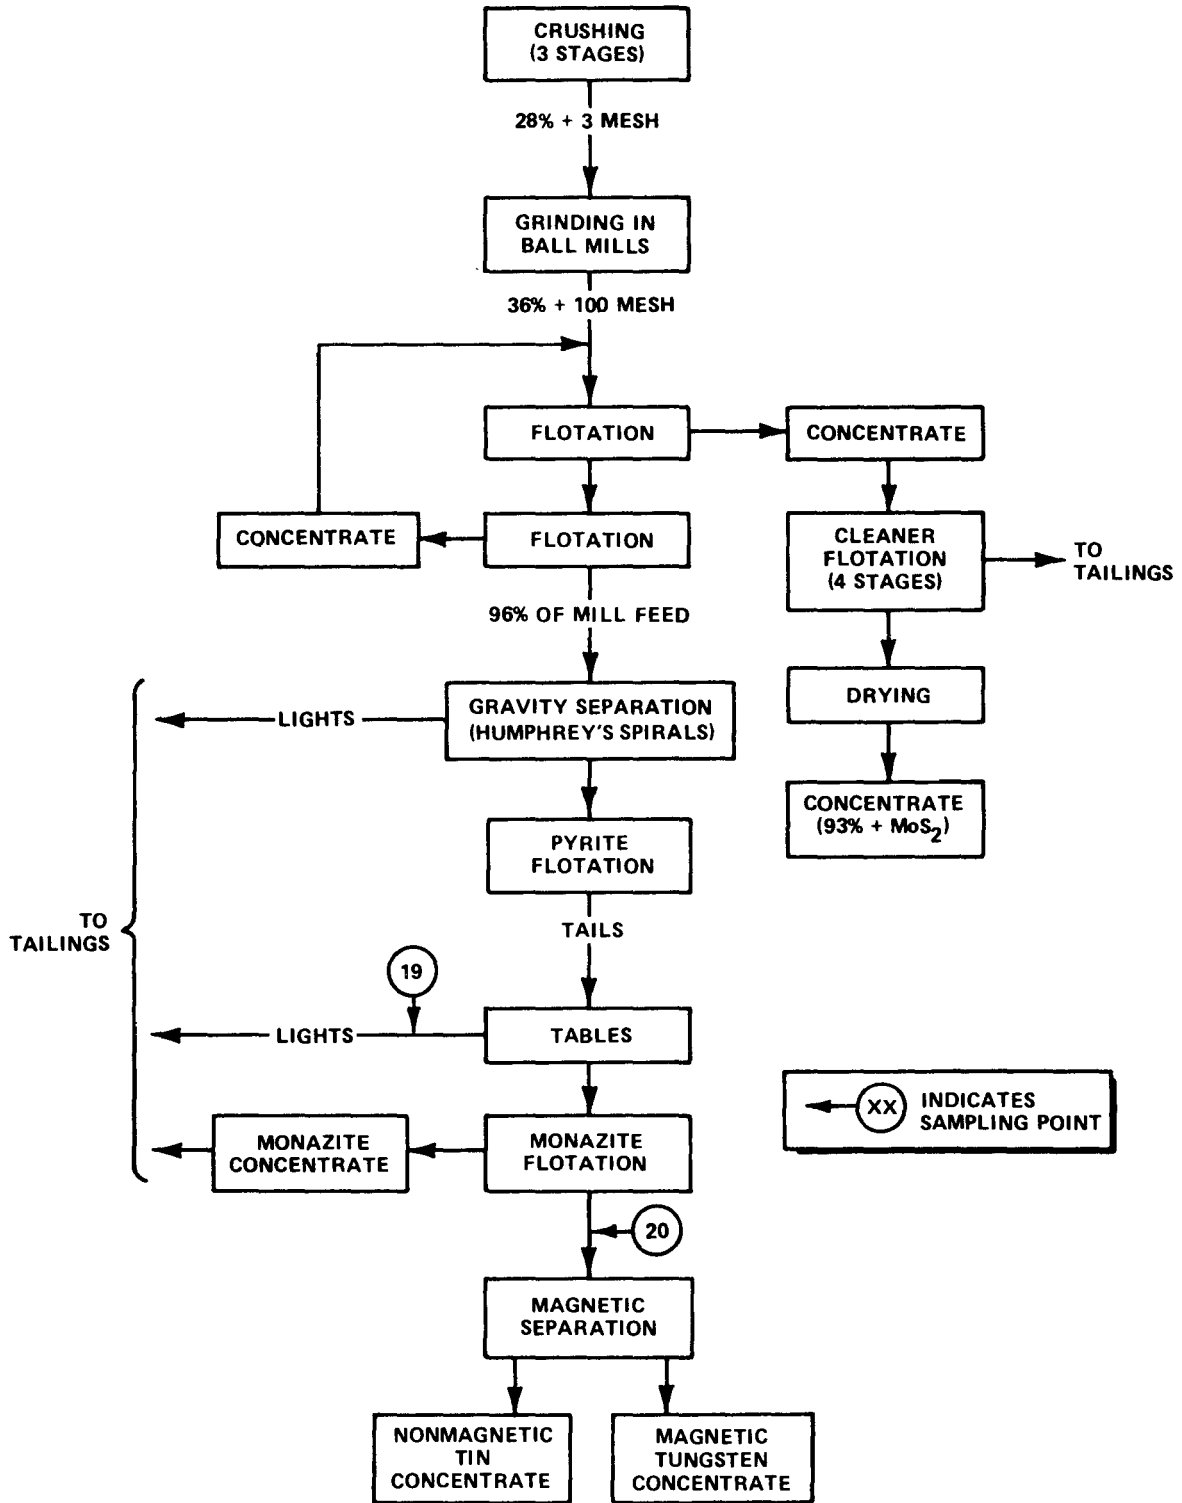 CRUSHING
(3 STAGES)
28% + 3 MESH
GRINDING IN
BALL MILLS
36% + 100 MESH
FLOTATION
CONCENTRATE
CONCENTRATE
FLOTATION
CLEANER
FLOTATION
(4 STAGES)
TO
TAILINGS
96% OF MILL FEED
GRAVITY SEPARATION
(HUMPHREY'S SPIRALS)
LIGHTS
DRYING
CONCENTRATE
(93% + MoS2)
PYRITE
FLOTATION
TO
TAILINGS
TAILS
19
LIGHTS
TABLES
XX
INDICATES
SAMPLING POINT
MONAZITE
CONCENTRATE
MONAZITE
FLOTATION
20
MAGNETIC
SEPARATION
NONMAGNETIC
TIN
CONCENTRATE
MAGNETIC
TUNGSTEN
CONCENTRATE